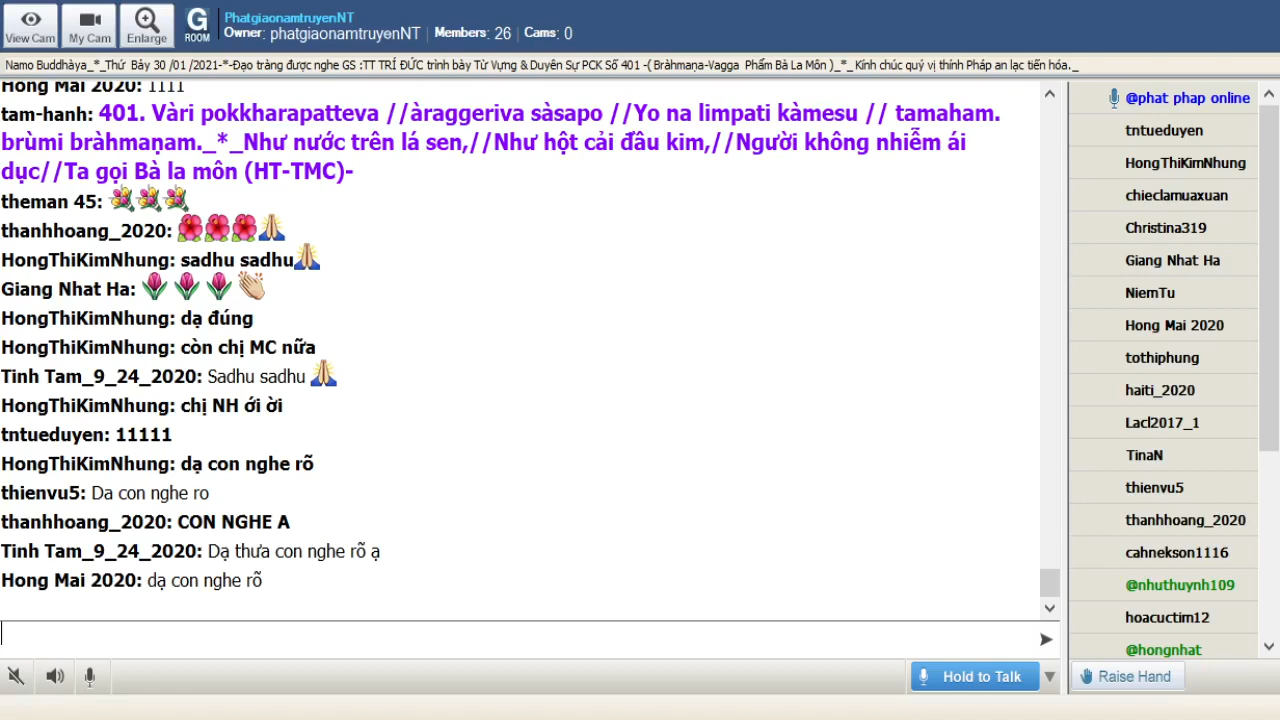 View Cam
My Cam
Enlarge
G
ROOM
PhatgiaonamtruyenNT
Owner: phatgiaonamtruyenNT | Members: 26 | Cams: 0
Namo Buddhàya_*_Thứ Bảy 30 /01 /2021-*-Đạo tràng được nghe GS :TT TRÍ ĐỨC trình bày Từ Vựng & Duyên Sự PCK Số 401 -( Bràhmaṇa-Vagga Phẩm Bà La Môn )_*_ Kính chúc quý vị thính Pháp an lạc tiến hóa._
Hong Mai 2020: 1111
tam-hanh: 401. Vàri pokkharapatteva //àraggeriva sàsapo //Yo na limpati kàmesu // tamaham.
brùmi bràhmaṇam._*_Như nước trên lá sen,//Như hột cải đầu kim,//Người không nhiễm ái
dục//Ta gọi Bà la môn (HT-TMC)-
theman 45:
thanhhoang_2020:
HongThiKimNhung: sadhu sadhu
Giang Nhat Ha:
HongThiKimNhung: dạ đúng
HongThiKimNhung: còn chị MC nữa
Tinh Tam_9_24_2020: Sadhu sadhu
HongThiKimNhung: chị NH ới ời
tntueduyen: 11111
HongThiKimNhung: dạ con nghe rõ
thienvu5: Da con nghe ro
thanhhoang_2020: CON NGHE A
Tinh Tam_9_24_2020: Dạ thưa con nghe rõ ạ
Hong Mai 2020: dạ con nghe rõ
@phat phap online
tntueduyen
HongThiKimNhung
chieclamuaxuan
Christina319
Giang Nhat Ha
NiemTu
Hong Mai 2020
tothiphung
haiti_2020
Lacl2017_1
TinaN
thienvu5
thanhhoang_2020
cahnekson1116
@nhuthuynh109
hoacuctim12
@hongnhat
Hold to Talk
Raise Hand